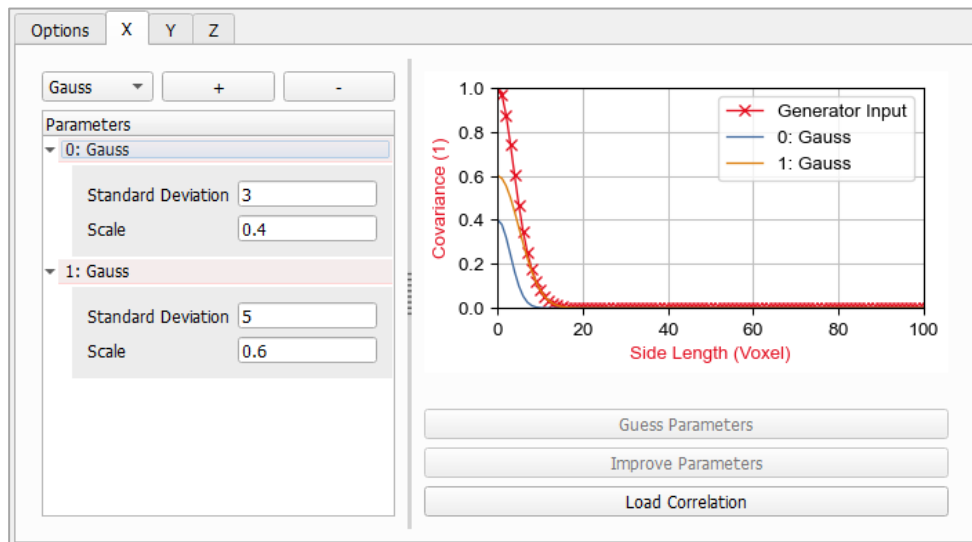 Options X Y Z
Gauss + -
Parameters
0: Gauss
Standard Deviation 3
Scale 0.4
1: Gauss
Standard Deviation 5
Scale 0.6
Covariance (1)
1.0
0.8
0.6
0.4
0.2
0.0
Generator Input
0: Gauss
1: Gauss
0 20 40 60 80 100
Side Length (Voxel)
Guess Parameters
Improve Parameters
Load Correlation